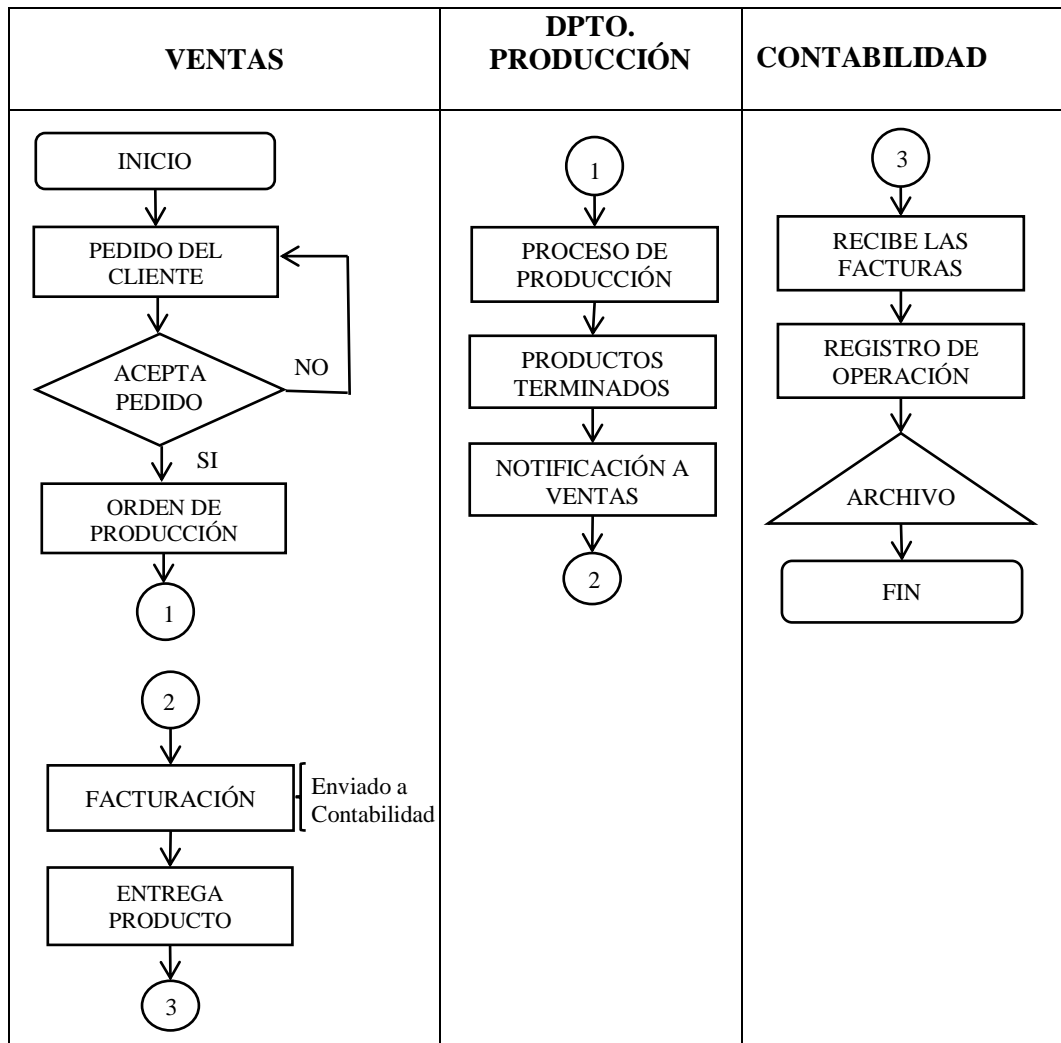 VENTAS
DPTO.
PRODUCCIÓN
CONTABILIDAD
INICIO
PEDIDO DEL
CLIENTE
ACEPTA
PEDIDO
NO
SI
ORDEN DE
PRODUCCIÓN
1
2
FACTURACIÓN
Enviado a
Contabilidad
ENTREGA
PRODUCTO
3
1
PROCESO DE
PRODUCCIÓN
PRODUCTOS
TERMINADOS
NOTIFICACIÓN A
VENTAS
2
3
RECIBE LAS
FACTURAS
REGISTRO DE
OPERACIÓN
ARCHIVO
FIN